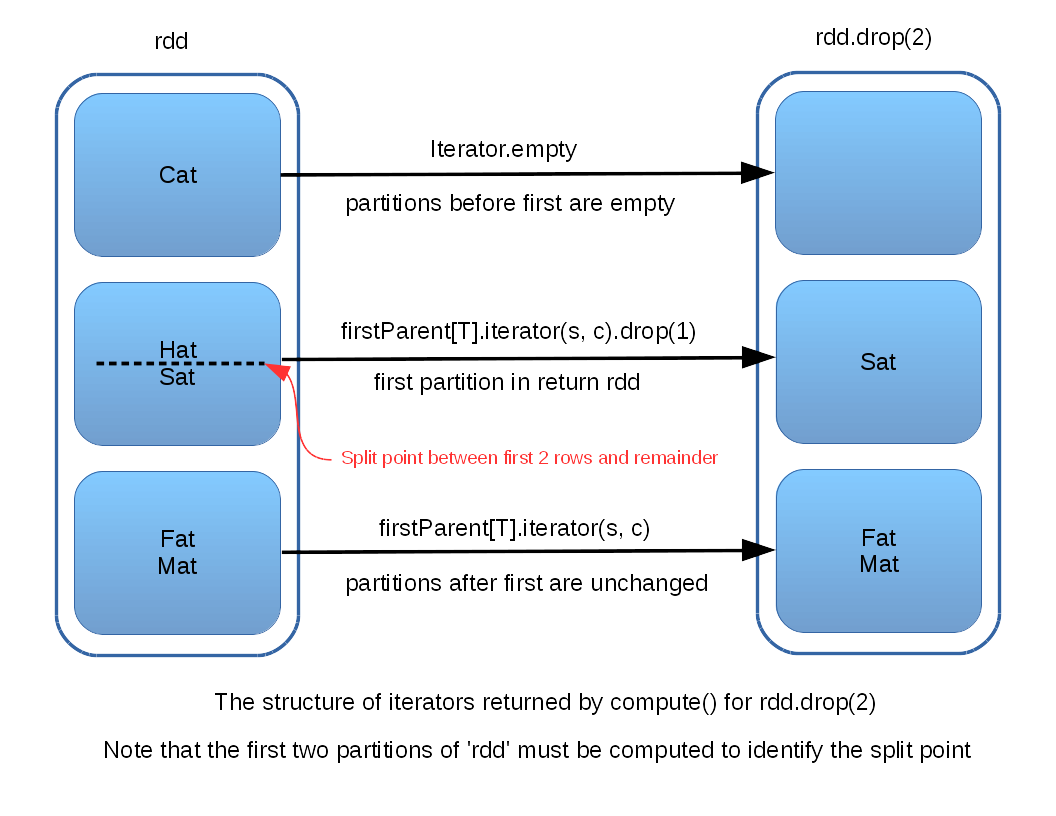 rdd
rdd.drop(2)
Cat
Iterator.empty
partitions before first are empty
Hat
Sat
firstParent[T].iterator(s, c).drop(1)
first partition in return rdd
Sat
Split point between first 2 rows and remainder
Fat
Mat
firstParent[T].iterator(s, c)
partitions after first are unchanged
Fat
Mat
The structure of iterators returned by compute() for rdd.drop(2)
Note that the first two partitions of 'rdd' must be computed to identify the split point